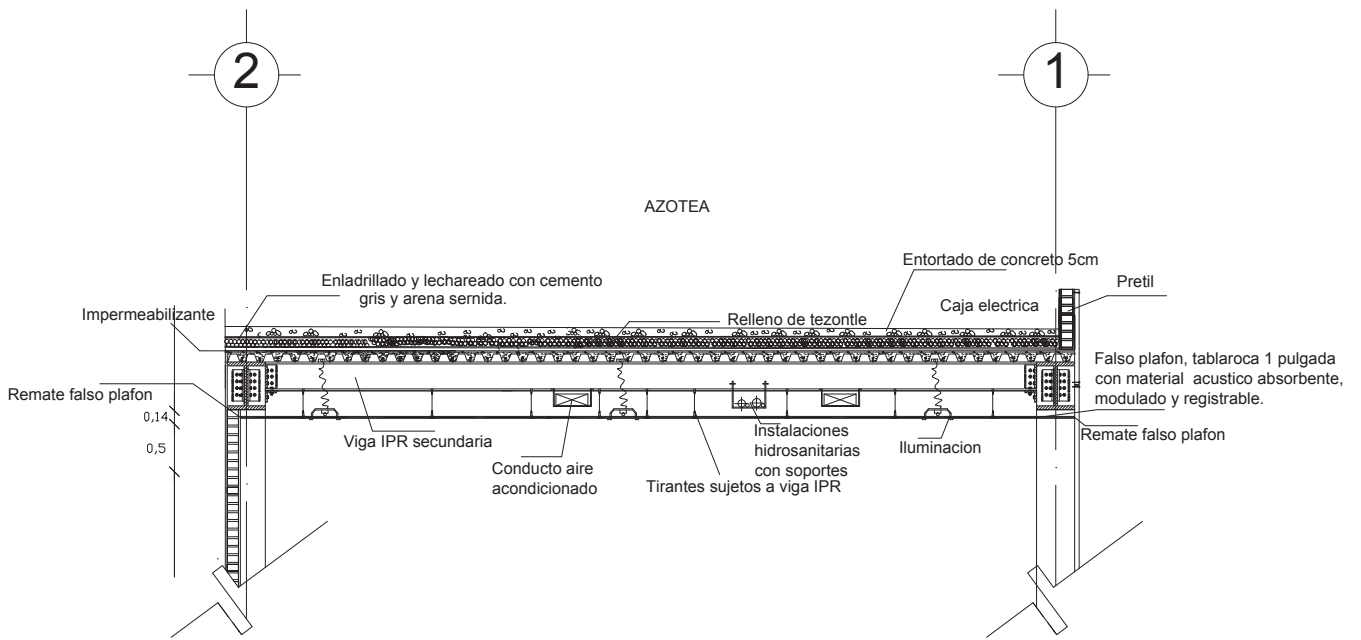 2
1
AZOTEA
Entortado de concreto 5cm
Enladrillado y lechareado con cemento
gris y arena sernida.
Caja electrica
Pretil
Impermeabilizante
Relleno de tezontle
Falso plafon, tablaroca 1 pulgada
con material acustico absorbente,
modulado y registrable.
Remate falso plafon
0,14
0,5
Viga IPR secundaria
Conducto aire
acondicionado
Instalaciones
hidrosanitarias
con soportes
Tirantes sujetos a viga IPR
Iluminacion
Remate falso plafon